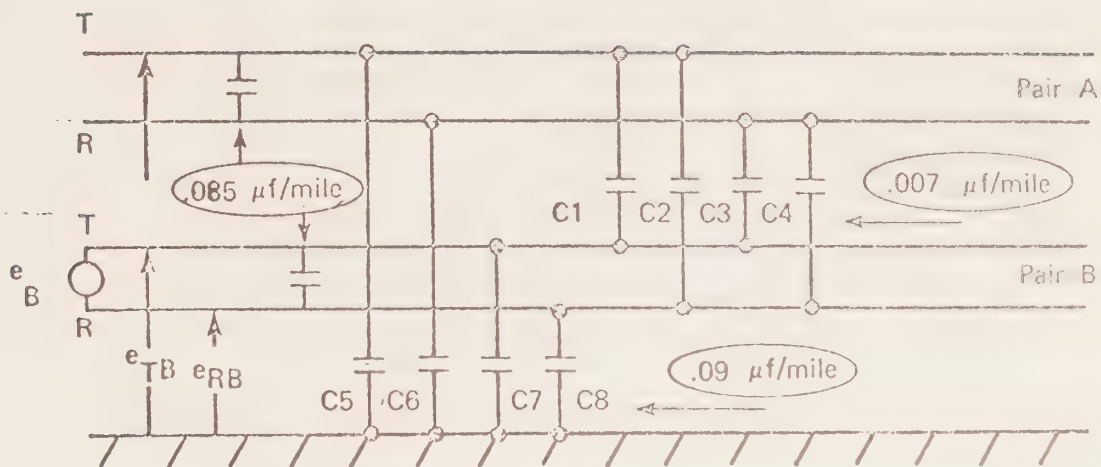 T
Pair A
R
.085 μf/mile
.007 μf/mile
C1 C2 C3 C4
T
e B
Pair B
R
e TB
e RB
.09 μf/mile
C5 C6 C7 C8